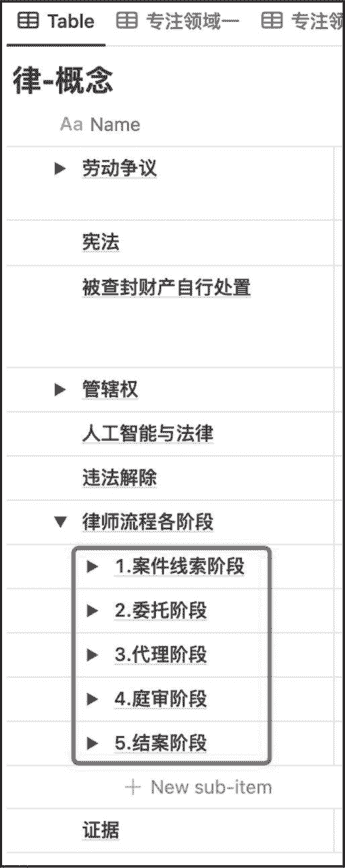 Table 专注领域一 专注领
律-概念
Aa Name
劳动争议
宪法
被查封财产自行处置
管辖权
人工智能与法律
违法解除
律师流程各阶段
1.案件线索阶段
2.委托阶段
3.代理阶段
4.庭审阶段
5.结案阶段
+ New sub-item
证据